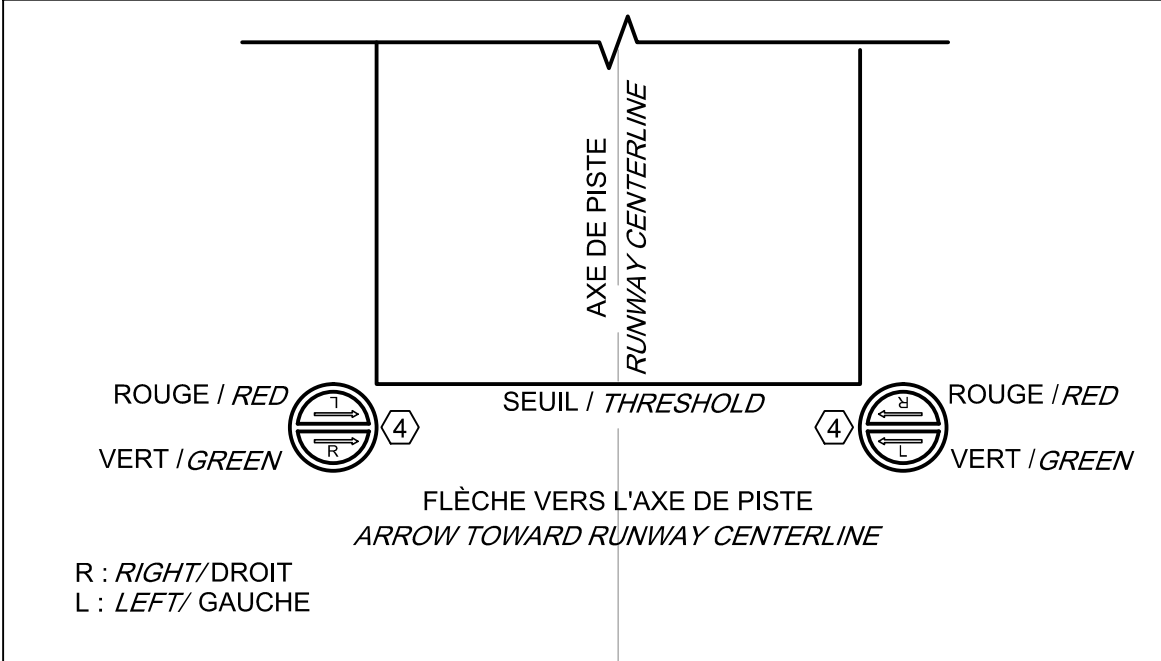 AXE DE PISTE
RUNWAY CENTERLINE
ROUGE / RED
L
4
SEUIL / THRESHOLD
4
R
ROUGE / RED
VERT / GREEN
R
L
VERT / GREEN
FLÈCHE VERS L'AXE DE PISTE
ARROW TOWARD RUNWAY CENTERLINE
R : RIGHT/ DROIT
L : LEFT/ GAUCHE